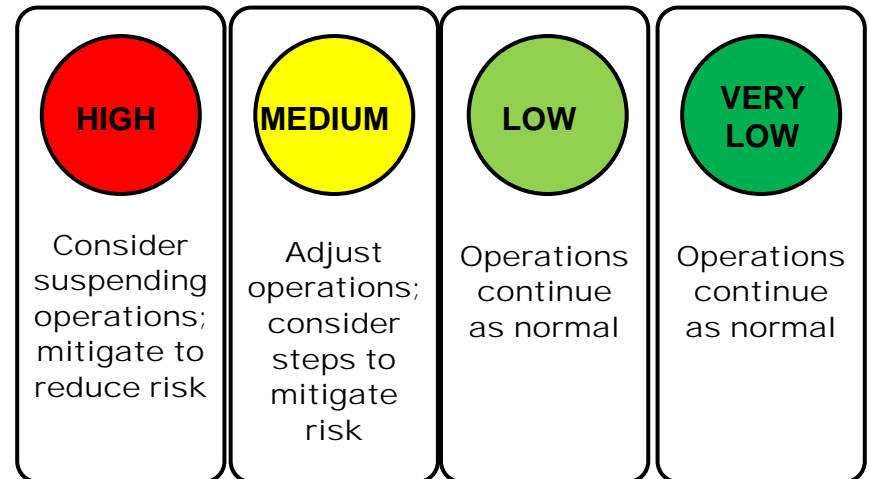 HIGH
Consider
suspending
operations;
mitigate to
reduce risk
MEDIUM
Adjust
operations;
consider
steps to
mitigate
risk
LOW
Operations
continue
as normal
VERY
LOW
Operations
continue
as normal